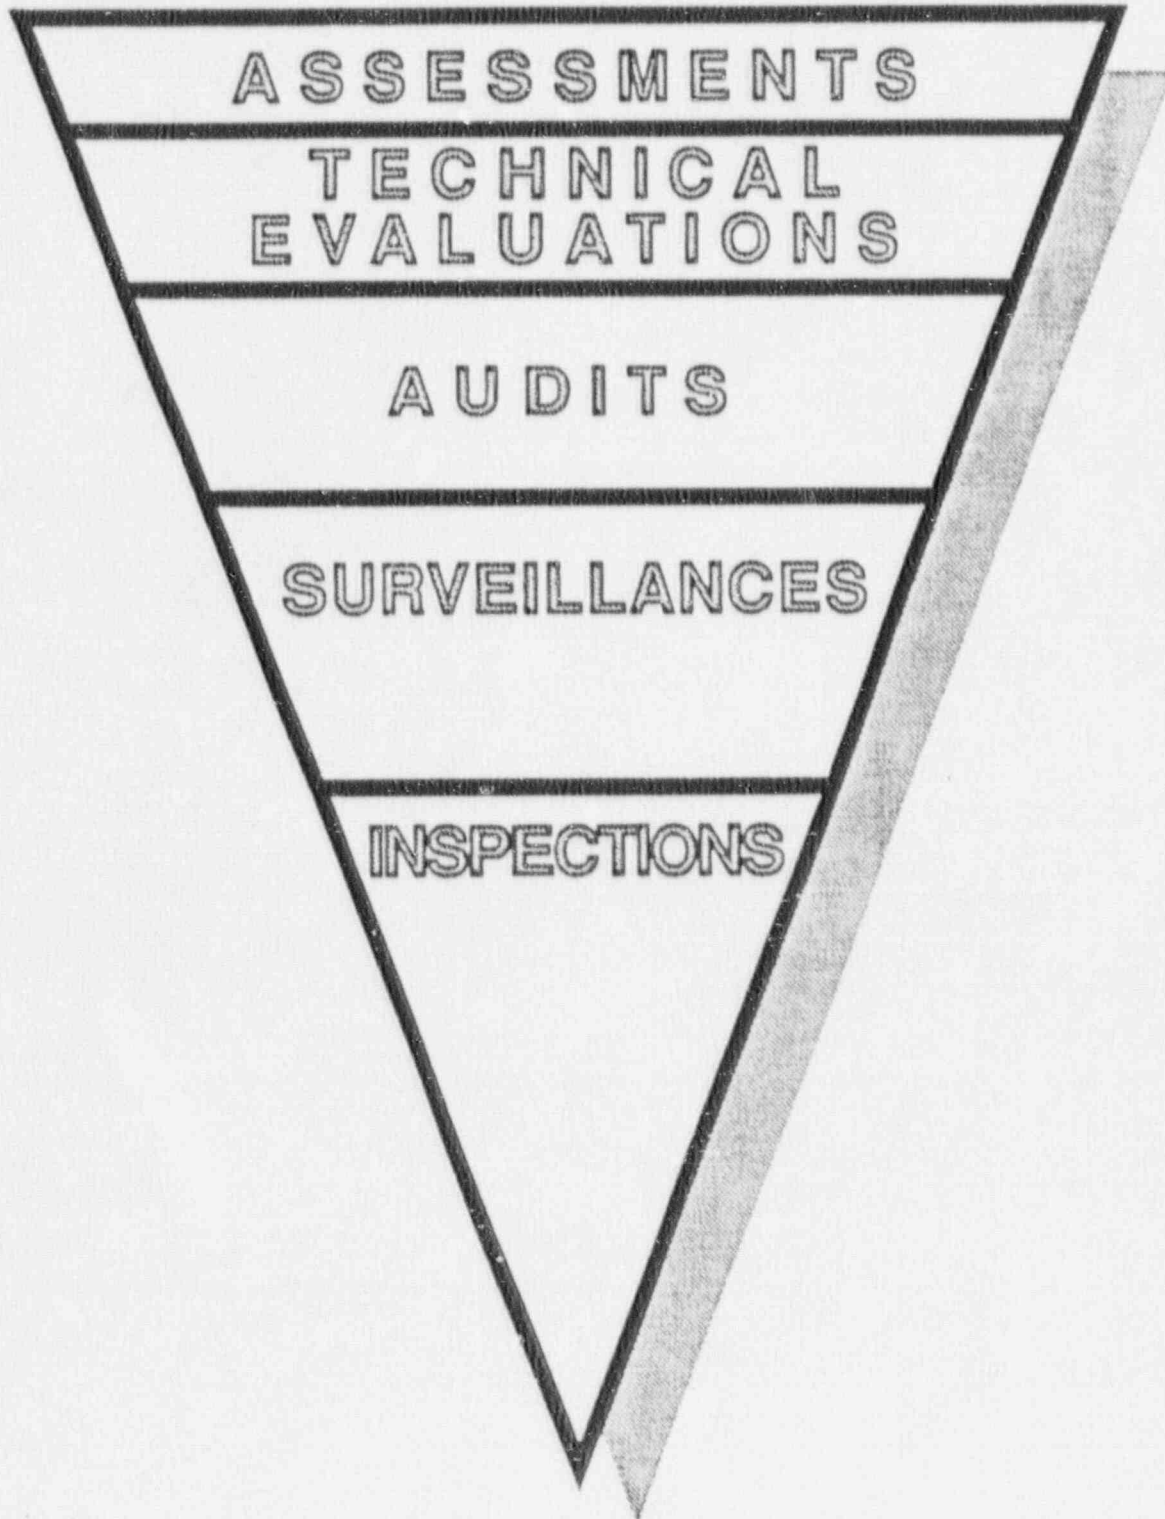 ASSESSMENTS
TECHNICAL
EVALUATIONS
AUDITS
SURVEILLANCES
INSPECTIONS